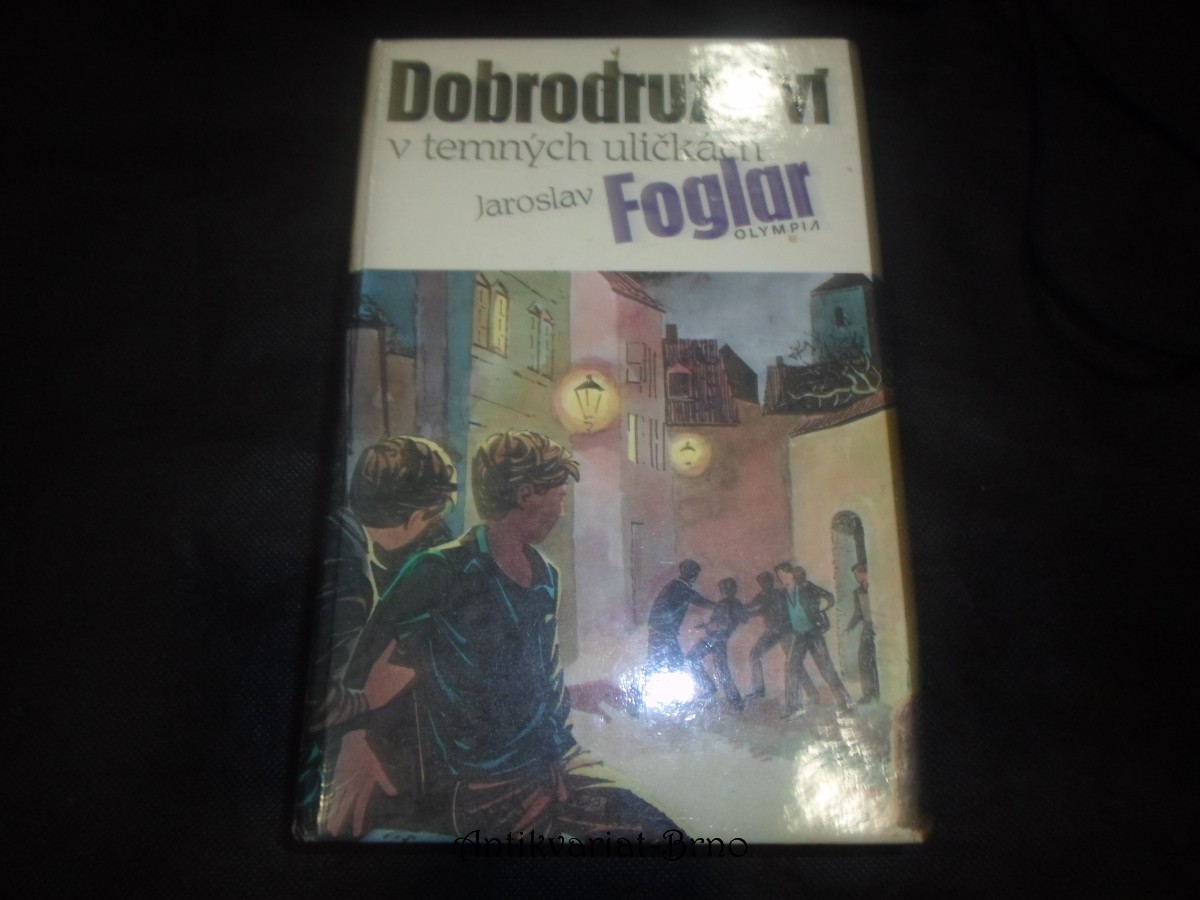 Dobrodružství
v temných uličkách
Jaroslav Foglar
OLYMPIA
Antikvariat-Brno